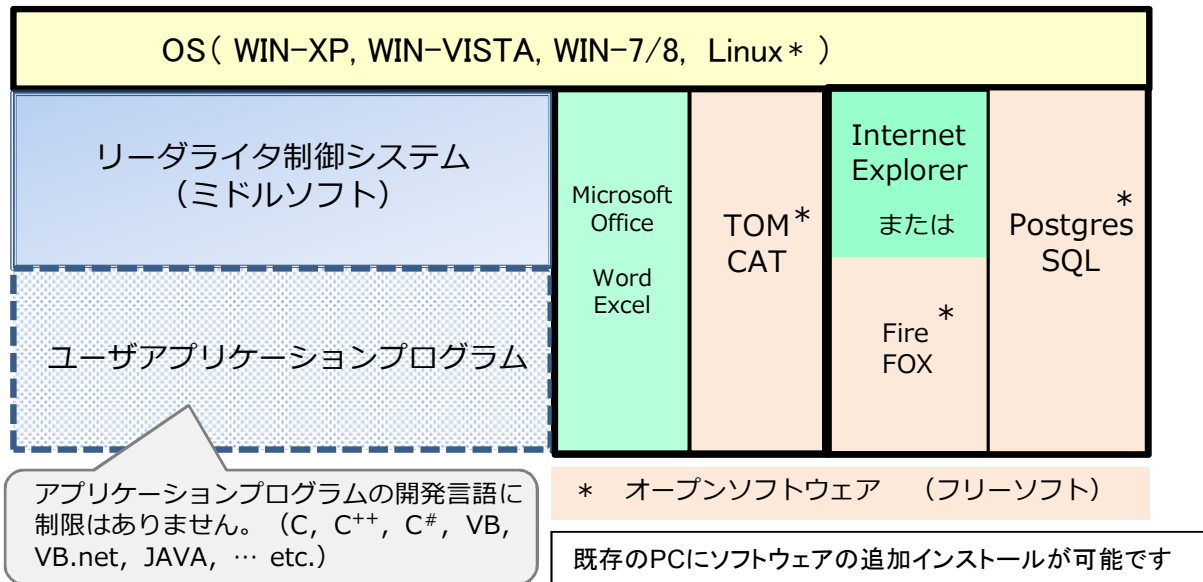 OS( WIN-XP, WIN-VISTA, WIN-7/8, Linux* )
リーダライタ制御システム
（ミドルソフト）
ユーザアプリケーションプログラム
Microsoft
Office
Word
Excel
TOM*
CAT
Internet
Explorer
または
Fire*
FOX
Postgres*
SQL
アプリケーションプログラムの開発言語に
制限はありません。（C, C++, C#, VB,
VB.net, JAVA, … etc.）
* オープンソフトウェア （フリーソフト）
既存のPCにソフトウェアの追加インストールが可能です